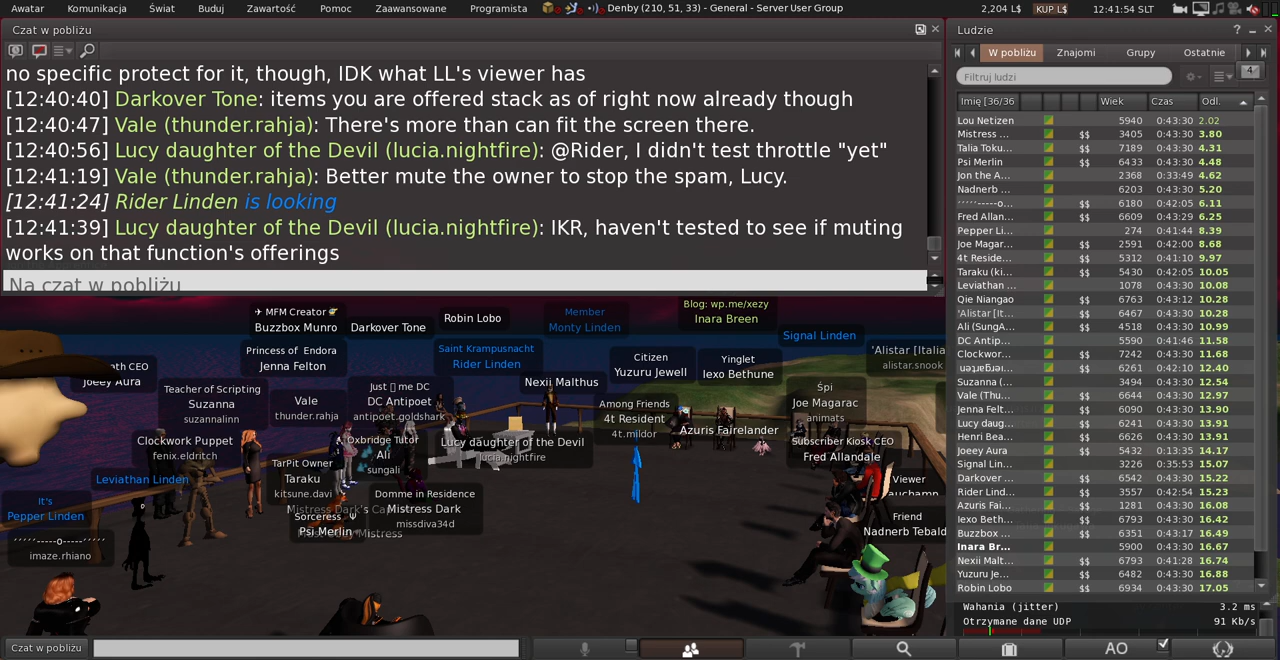 Awatar Komunikacja Świat Buduj Zawartość Pomoc Zaawansowane Programista Denby (210, 51, 33) - General - Server User Group 2,204 L$ KUP L$ 12:41:54 SLT
Czat w pobliżu
no specific protect for it, though, IDK what LL's viewer has
[12:40:40] Darkover Tone: items you are offered stack as of right now already though
[12:40:47] Vale (thunder.rahja): There's more than can fit the screen there.
[12:40:56] Lucy daughter of the Devil (lucia.nightfire): @Rider, I didn't test throttle "yet"
[12:41:19] Vale (thunder.rahja): Better mute the owner to stop the spam, Lucy.
[12:41:24] Rider Linden is looking
[12:41:39] Lucy daughter of the Devil (lucia.nightfire): IKR, haven't tested to see if muting
works on that function's offerings
Na czat w pobliżu
✈ MFM Creator
Buzzbox Munro
Darkover Tone
Robin Lobo
Member
Monty Linden
Blog: wp.me/xezy
Inara Breen
Signal Linden
Princess of Endora
Jenna Felton
Saint Krampusnacht
Rider Linden
Citizen
Yuzuru Jewell
Yinglet
Iexo Bethune
'Alistar [Italia
alistar.snook
CEO
Joeey Aura
Teacher of Scripting
Suzanna
suzannalinn
Vale
thunder.rahja
Just me DC
DC Antipoet
antipoet.goldshark
Nexii Malthus
Among Friends
4t Resident
4t.mildor
Azuris Fairelander
Śpi
Joe Magarac
animats
Clockwork Puppet
fenix.eldritch
Oxbridge Tutor
Ali
sungali
Lucy daughter of the Devil
lucia.nightfire
Subscriber Kiosk CEO
Fred Allandale
Leviathan Linden
TarPit Owner
Taraku
kitsune.davi
Domme in Residence
Mistress Dark
missdiva34d
Viewer
It's
Pepper Linden
Sorceress Ψ
Psi Merlin
Friend
Nadnerb Tebald
´´´´´-----o-----´´´´´
imaze.rhiano
Czat w pobliżu
AO
Ludzie
W pobliżu Znajomi Grupy Ostatnie
Filtruj ludzi
4
Imię [36/36 Wiek Czas Odl.
Lou Netizen 5940 0:43:30 2.02
Mistress ... $$ 3405 0:43:30 3.80
Talia Toku... $$ 7189 0:43:30 4.31
Psi Merlin $$ 6433 0:43:30 4.48
Jon the A... 2368 0:33:49 4.62
Nadnerb ... 6203 0:43:30 5.20
´´´´´-----o... $$ 6180 0:42:05 6.11
Fred Allan... $$ 6609 0:43:29 6.25
Pepper Li... 274 0:41:44 8.39
Joe Magar... $$ 2591 0:42:00 8.68
4t Reside... $$ 5312 0:41:10 9.97
Taraku (ki... $$ 5430 0:42:05 10.05
Leviathan ... 1078 0:43:30 10.08
Qie Niangao $$ 6763 0:43:12 10.28
'Alistar [It... $$ 6467 0:43:30 10.28
Ali (SungA... $$ 4518 0:43:30 10.99
DC Antip... 5590 0:41:46 11.58
Clockwor... $$ 7242 0:43:30 11.68
$$ 6261 0:42:10 12.40
Suzanna (... 3494 0:43:30 12.54
Vale (Thu... $$ 6644 0:43:30 12.97
Jenna Felt... $$ 6090 0:43:30 13.90
Lucy daug... $$ 6241 0:43:30 13.91
Henri Bea... $$ 6626 0:43:30 13.91
Joeey Aura $$ 5432 0:13:35 14.17
Signal Lin... 3226 0:35:53 15.07
Darkover ... $$ 6542 0:43:30 15.22
Rider Lind... $$ 3557 0:42:54 15.23
Azuris Fai... $$ 1281 0:43:30 16.08
Iexo Beth... $$ 6793 0:43:30 16.42
Buzzbox ... $$ 6351 0:43:17 16.49
Inara Br... 5900 0:43:30 16.67
Nexii Malt... $$ 6793 0:41:28 16.74
Yuzuru Je... $$ 6482 0:43:30 16.88
Robin Lobo $$ 6934 0:43:30 17.05
Wahania (jitter) 3.2 ms
Otrzymane dane UDP 91 Kb/s